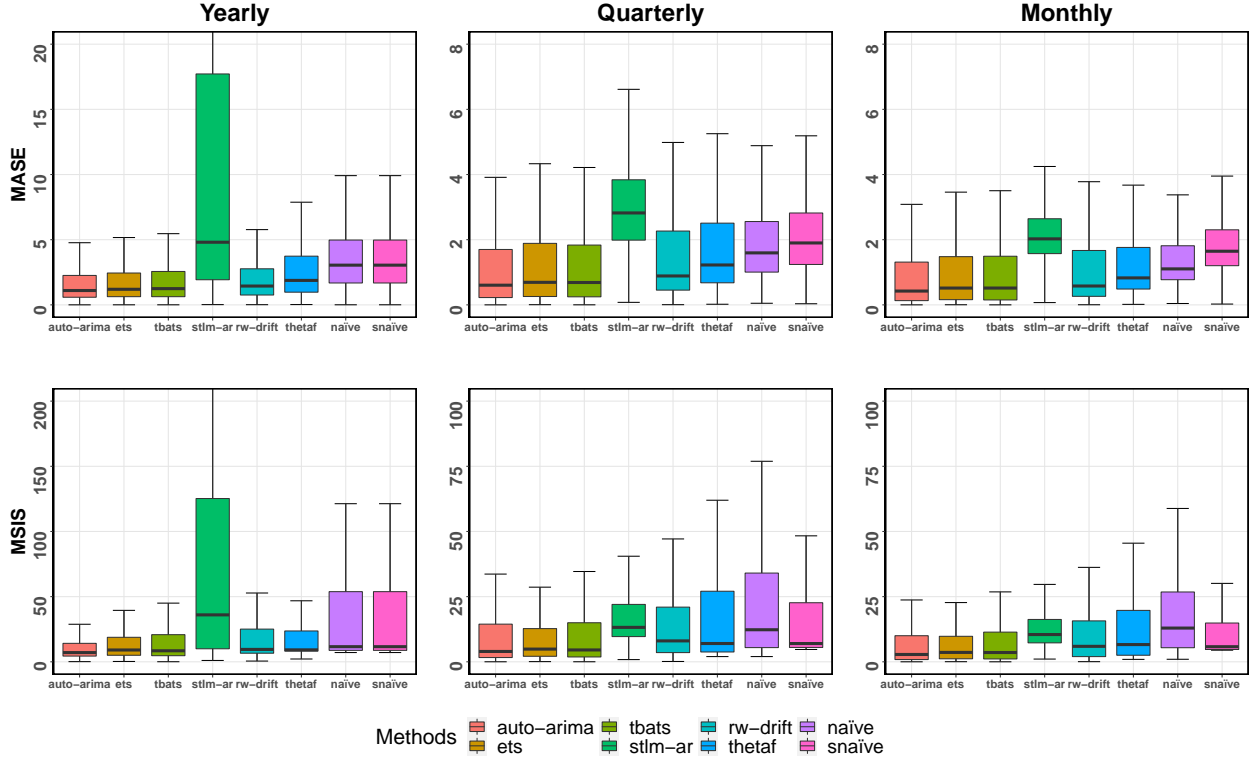 Yearly Quarterly Monthly
MASE
20
15
10
5
0
8
6
4
2
0
8
6
4
2
0
auto−arima ets tbats stlm−ar rw−drift thetaf naïve snaïve
auto−arima ets tbats stlm−ar rw−drift thetaf naïve snaïve
auto−arima ets tbats stlm−ar rw−drift thetaf naïve snaïve
MSIS
200
150
100
50
0
100
75
50
25
0
100
75
50
25
0
auto−arima ets tbats stlm−ar rw−drift thetaf naïve snaïve
auto−arima ets tbats stlm−ar rw−drift thetaf naïve snaïve
auto−arima ets tbats stlm−ar rw−drift thetaf naïve snaïve
Methods auto−arima tbats rw−drift naïve
ets stlm−ar thetaf snaïve